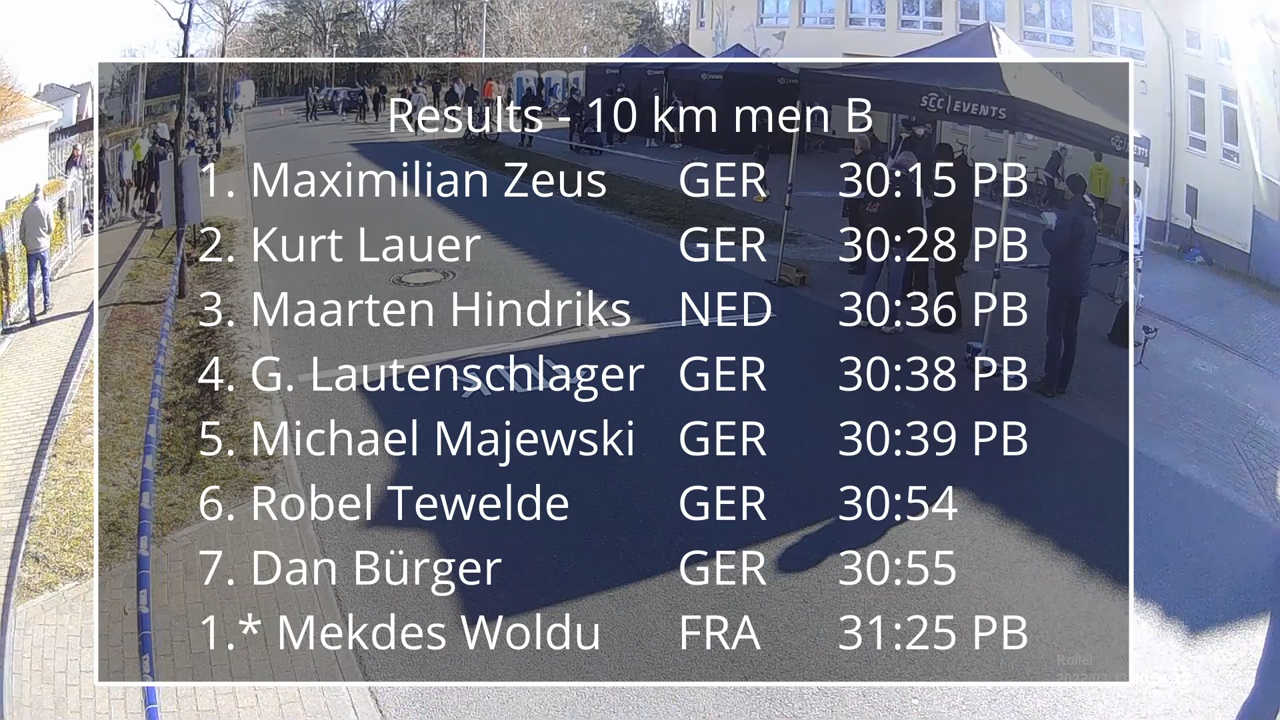 Results - 10 km men B
1. Maximilian Zeus GER 30:15 PB
2. Kurt Lauer GER 30:28 PB
3. Maarten Hindriks NED 30:36 PB
4. G. Lautenschlager GER 30:38 PB
5. Michael Majewski GER 30:39 PB
6. Robel Tewelde GER 30:54
7. Dan Bürger GER 30:55
1.* Mekdes Woldu FRA 31:25 PB
SCC EVENTS
Rollei